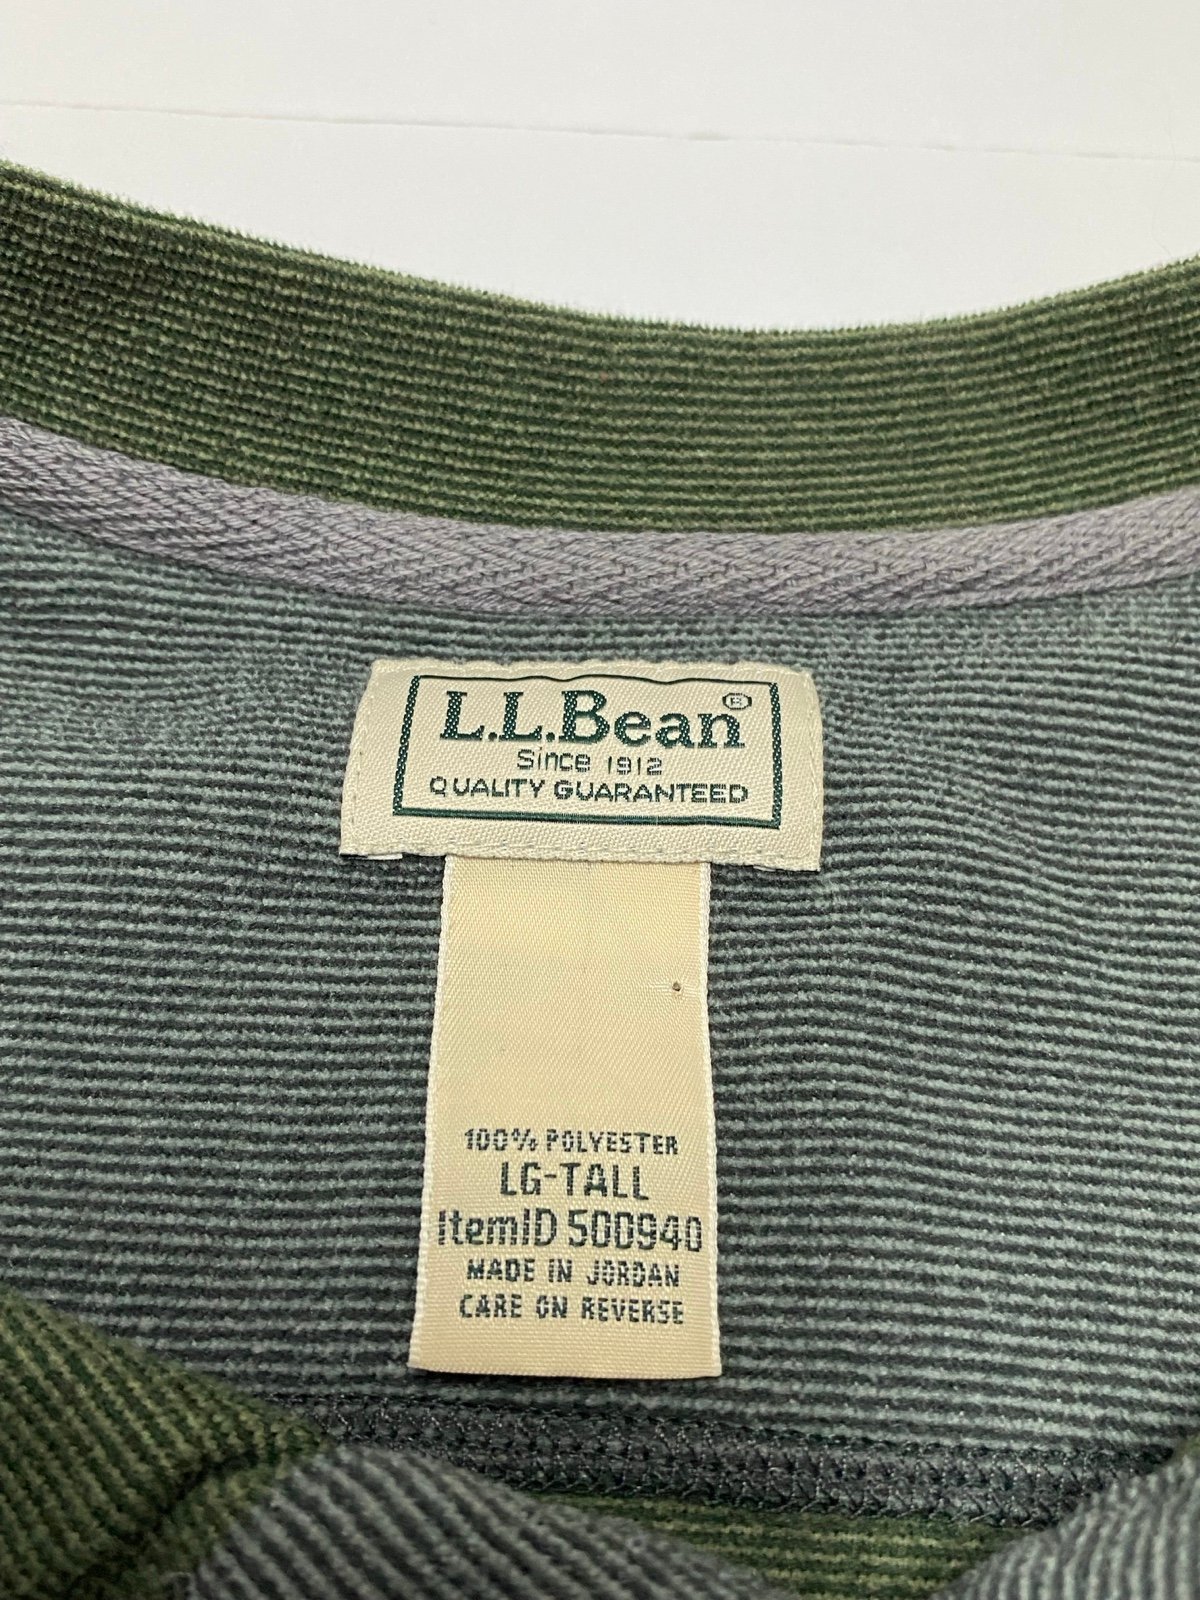 L.L.Bean®
Since 1912
QUALITY GUARANTEED
100% POLYESTER
LG-TALL
ItemID 500940
MADE IN JORDAN
CARE ON REVERSE